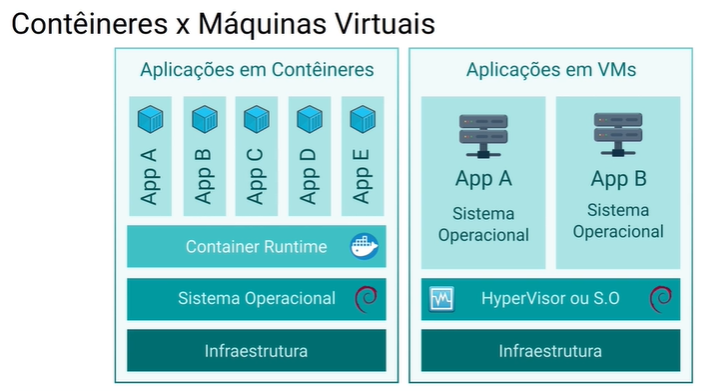 Contêineres x Máquinas Virtuais
Aplicações em Contêineres
App A
App B
App C
App D
App E
Container Runtime
Sistema Operacional
Infraestrutura
Aplicações em VMs
App A
Sistema
Operacional
App B
Sistema
Operacional
HyperVisor ou S.O
Infraestrutura